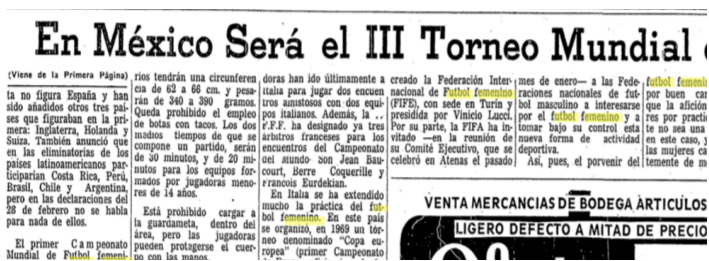 En México Será el III Torneo Mundial
(Viene de la Primera Página)
ta no figura España y han
sido añadidos otros tres paí-
ses que figuraban en la pri-
mera: Inglaterra, Holanda y
Suiza. También anunció que
en las eliminatorias de los
países latinoamericanos par-
ticiparían Costa Rica, Perú,
Brasil, Chile y Argentina,
pero en las declaraciones del
28 de febrero no se habla
para nada de ellos.
El primer Campeonato
Mundial de Futbol femeni-
rios tendrán una circunferen
cia de 62 a 66 cm. y pesa-
rán de 340 a 390 gramos.
Queda prohibido el empleo
de botas con tacos. Los dos
medios tiempos de que se
compone un partido, serán
de 30 minutos, y de 20 mi-
nutos para los equipos for-
mados por jugadoras meno-
res de 14 años.
Está prohibido cargar a
la guardameta, dentro del
área, pero las jugadoras
pueden protegerse el cuer-
po con las manos.
doras han ido últimamente a
Italia para jugar dos encuen
tros amistosos con dos equi-
pos italianos. Además, la ..
F.F.F. ha designado ya tres
árbitros franceses para los
encuentros del Campeonato
del Mundo: Son Jean Bau-
court, Berre Coquerille y
Francois Eurdekian.
En Italia se ha extendido
mucho la práctica del fut-
bol femenino. En este país
se organizó, en 1969 un tor-
neo denominado "Copa eu-
ropea" (primer Campeonato
creado la Federación Inter-
nacional de Futbol femenino
(FIFE), con sede en Turín y
presidida por Vinicio Lucci.
Por su parte, la FIFA ha in-
vitado —en la reunión de
su Comité Ejecutivo, que se
celebró en Atenas el pasado
mes de enero— a las Fede-
raciones nacionales de fut-
bol masculino a interesarse
por el futbol femenino y a
tomar bajo su control esta
nueva forma de actividad
deportiva.
Así, pues, el porvenir del
futbol
por buen
que la afición
res por
te no sea una
en este caso, y
las mujeres
temente de
VENTA MERCANCIAS DE BODEGA ARTICULOS
LIGERO DEFECTO A MITAD DE PRECIO